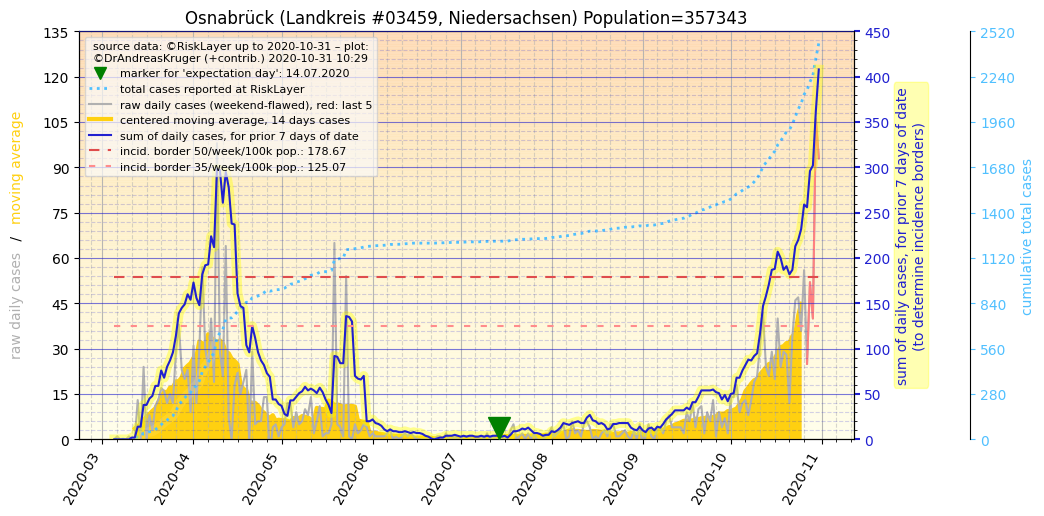 Osnabrück (Landkreis #03459, Niedersachsen) Population=357343
source data: ©RiskLayer up to 2020-10-31 – plot:
©DrAndreasKruger (+contrib.) 2020-10-31 10:29
marker for 'expectation day': 14.07.2020
total cases reported at RiskLayer
raw daily cases (weekend-flawed), red: last 5
centered moving average, 14 days cases
sum of daily cases, for prior 7 days of date
incid. border 50/week/100k pop.: 178.67
incid. border 35/week/100k pop.: 125.07
raw daily cases / moving average
135
120
105
90
75
60
45
30
15
0
2020-03
2020-04
2020-05
2020-06
2020-07
2020-08
2020-09
2020-10
2020-11
450
400
350
300
250
200
150
100
50
0
sum of daily cases, for prior 7 days of date
(to determine incidence borders)
2520
2240
1960
1680
1400
1120
840
560
280
0
cumulative total cases